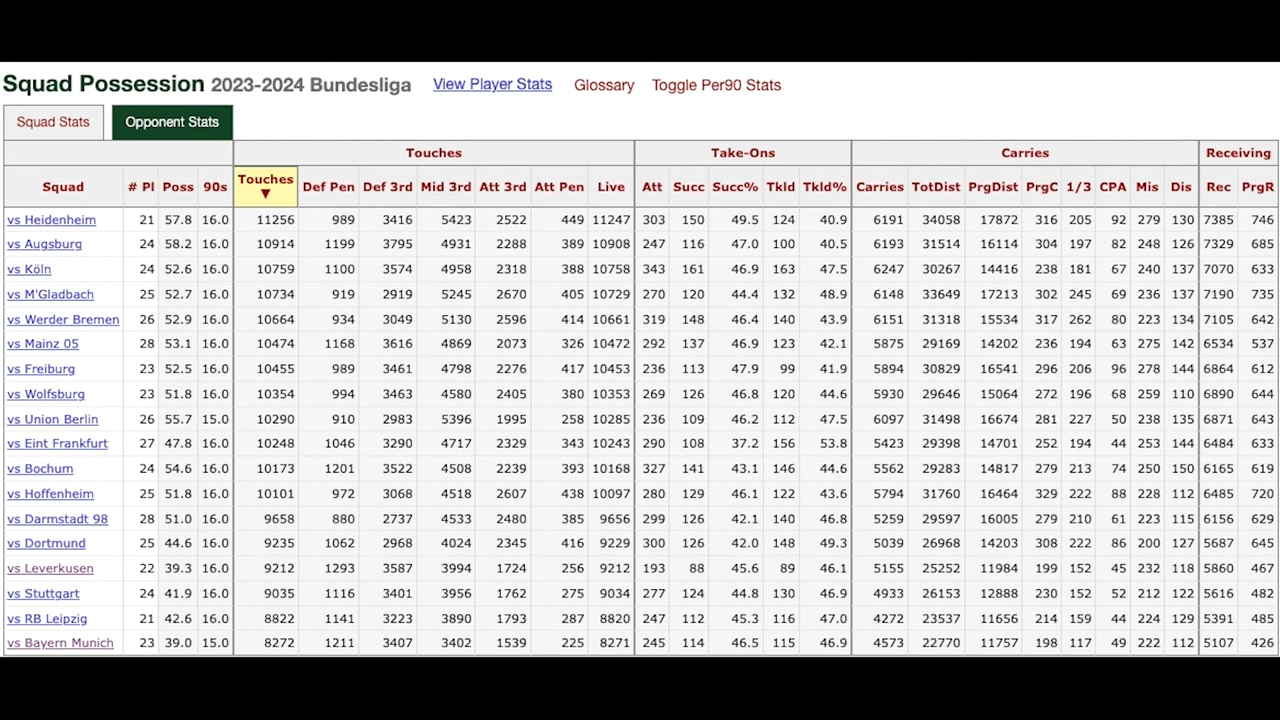 Squad Possession 2023-2024 Bundesliga View Player Stats Glossary Toggle Per90 Stats
Squad Stats Opponent Stats
Touches Take-Ons Carries Receiving
Squad # Pl Poss 90s Touches ▼ Def Pen Def 3rd Mid 3rd Att 3rd Att Pen Live Att Succ Succ% Tkld Tkld% Carries TotDist PrgDist PrgC 1/3 CPA Mis Dis Rec PrgR
vs Heidenheim 21 57.8 16.0 11256 989 3416 5423 2522 449 11247 303 150 49.5 124 40.9 6191 34058 17872 316 205 92 279 130 7385 746
vs Augsburg 24 58.2 16.0 10914 1199 3795 4931 2288 389 10908 247 116 47.0 100 40.5 6193 31514 16114 304 197 82 248 126 7329 685
vs Köln 24 52.6 16.0 10759 1100 3574 4958 2318 388 10758 343 161 46.9 163 47.5 6247 30267 14416 238 181 67 240 137 7070 633
vs M'Gladbach 25 52.7 16.0 10734 919 2919 5245 2670 405 10729 270 120 44.4 132 48.9 6148 33649 17213 302 245 69 236 137 7190 735
vs Werder Bremen 26 52.9 16.0 10664 934 3049 5130 2596 414 10661 319 148 46.4 140 43.9 6151 31318 15534 317 262 80 223 134 7105 642
vs Mainz 05 28 53.1 16.0 10474 1168 3616 4869 2073 326 10472 292 137 46.9 123 42.1 5875 29169 14202 236 194 63 275 142 6534 537
vs Freiburg 23 52.5 16.0 10455 989 3461 4798 2276 417 10453 236 113 47.9 99 41.9 5894 30829 16541 296 206 96 278 144 6864 612
vs Wolfsburg 23 51.8 16.0 10354 994 3463 4580 2405 380 10353 269 126 46.8 120 44.6 5930 29646 15064 272 196 68 259 110 6890 644
vs Union Berlin 26 55.7 15.0 10290 910 2983 5396 1995 258 10285 236 109 46.2 112 47.5 6097 31498 16674 281 227 50 238 135 6871 643
vs Eint Frankfurt 27 47.8 16.0 10248 1046 3290 4717 2329 343 10243 290 108 37.2 156 53.8 5423 29398 14701 252 194 44 253 144 6484 633
vs Bochum 24 54.6 16.0 10173 1201 3522 4508 2239 393 10168 327 141 43.1 146 44.6 5562 29283 14817 279 213 74 250 150 6165 619
vs Hoffenheim 25 51.8 16.0 10101 972 3068 4518 2607 438 10097 280 129 46.1 122 43.6 5794 31760 16464 329 222 88 228 112 6485 720
vs Darmstadt 98 28 51.0 16.0 9658 880 2737 4533 2480 385 9656 299 126 42.1 140 46.8 5259 29597 16005 279 210 61 223 115 6156 629
vs Dortmund 25 44.6 16.0 9235 1062 2968 4024 2345 416 9229 300 126 42.0 148 49.3 5039 26968 14203 308 222 86 200 127 5687 645
vs Leverkusen 22 39.3 16.0 9212 1293 3587 3994 1724 256 9212 193 88 45.6 89 46.1 5155 25252 11984 199 152 45 232 118 5860 467
vs Stuttgart 24 41.9 16.0 9035 1116 3401 3956 1762 275 9034 277 124 44.8 130 46.9 4933 26153 12888 230 152 52 212 122 5616 482
vs RB Leipzig 21 42.6 16.0 8822 1141 3223 3890 1793 287 8820 247 112 45.3 116 47.0 4272 23537 11656 214 159 44 224 129 5391 485
vs Bayern Munich 23 39.0 15.0 8272 1211 3407 3402 1539 225 8271 245 114 46.5 115 46.9 4573 22770 11757 198 117 49 222 112 5107 426